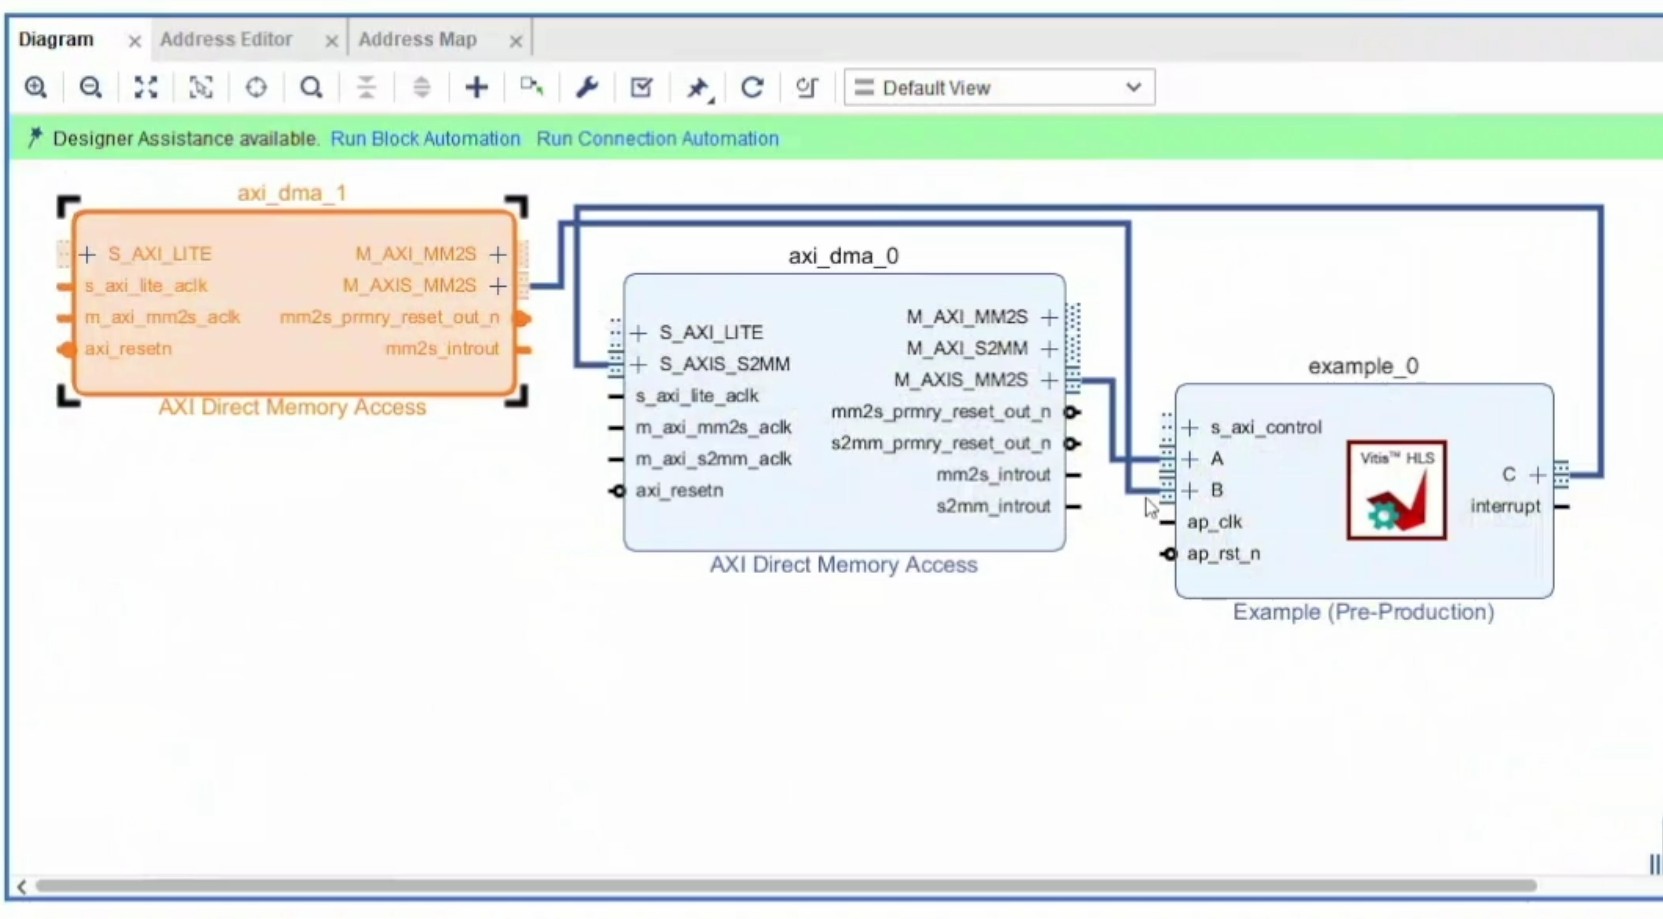 Diagram
Address Editor
Address Map
Default View
Designer Assistance available. Run Block Automation Run Connection Automation
axi_dma_1
S_AXI_LITE
s_axi_lite_aclk
m_axi_mm2s_aclk
axi_resetn
M_AXI_MM2S
M_AXIS_MM2S
mm2s_prmry_reset_out_n
mm2s_introut
AXI Direct Memory Access
axi_dma_0
S_AXI_LITE
S_AXIS_S2MM
s_axi_lite_aclk
m_axi_mm2s_aclk
m_axi_s2mm_aclk
axi_resetn
M_AXI_MM2S
M_AXI_S2MM
M_AXIS_MM2S
mm2s_prmry_reset_out_n
s2mm_prmry_reset_out_n
mm2s_introut
s2mm_introut
AXI Direct Memory Access
example_0
s_axi_control
A
B
ap_clk
ap_rst_n
Vitis™ HLS
C
interrupt
Example (Pre-Production)